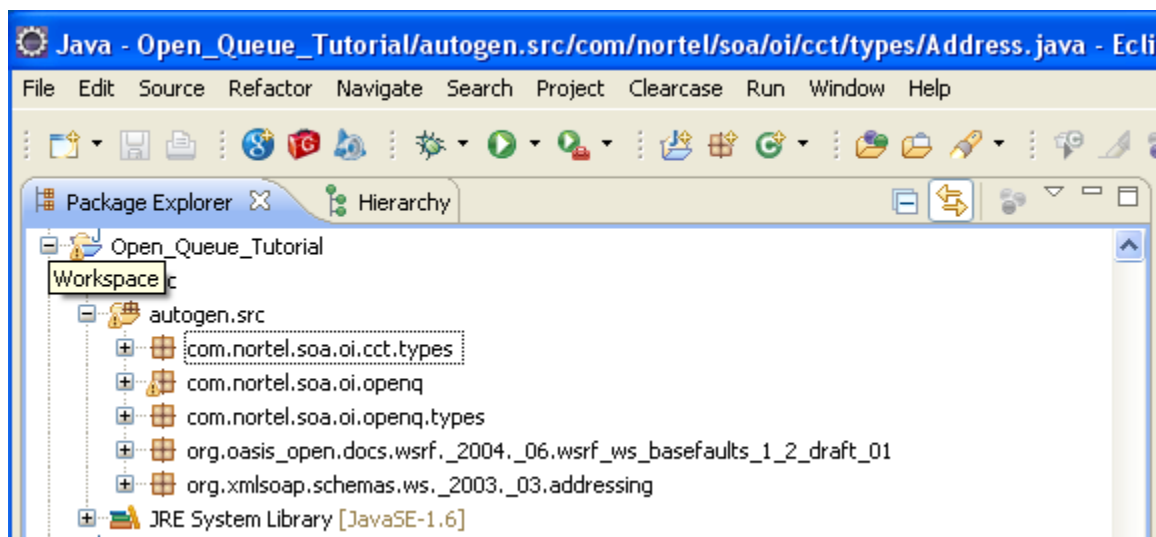 Java - Open_Queue_Tutorial/autogen.src/com/nortel/soa/oi/cct/types/Address.java - Ecli
File Edit Source Refactor Navigate Search Project Clearcase Run Window Help
Package Explorer Hierarchy
Open_Queue_Tutorial
Workspace
autogen.src
com.nortel.soa.oi.cct.types
com.nortel.soa.oi.openq
com.nortel.soa.oi.openq.types
org.oasis_open.docs.wsrf._2004._06.wsrf_ws_basefaults_1_2_draft_01
org.xmlsoap.schemas.ws._2003._03.addressing
JRE System Library [JavaSE-1.6]